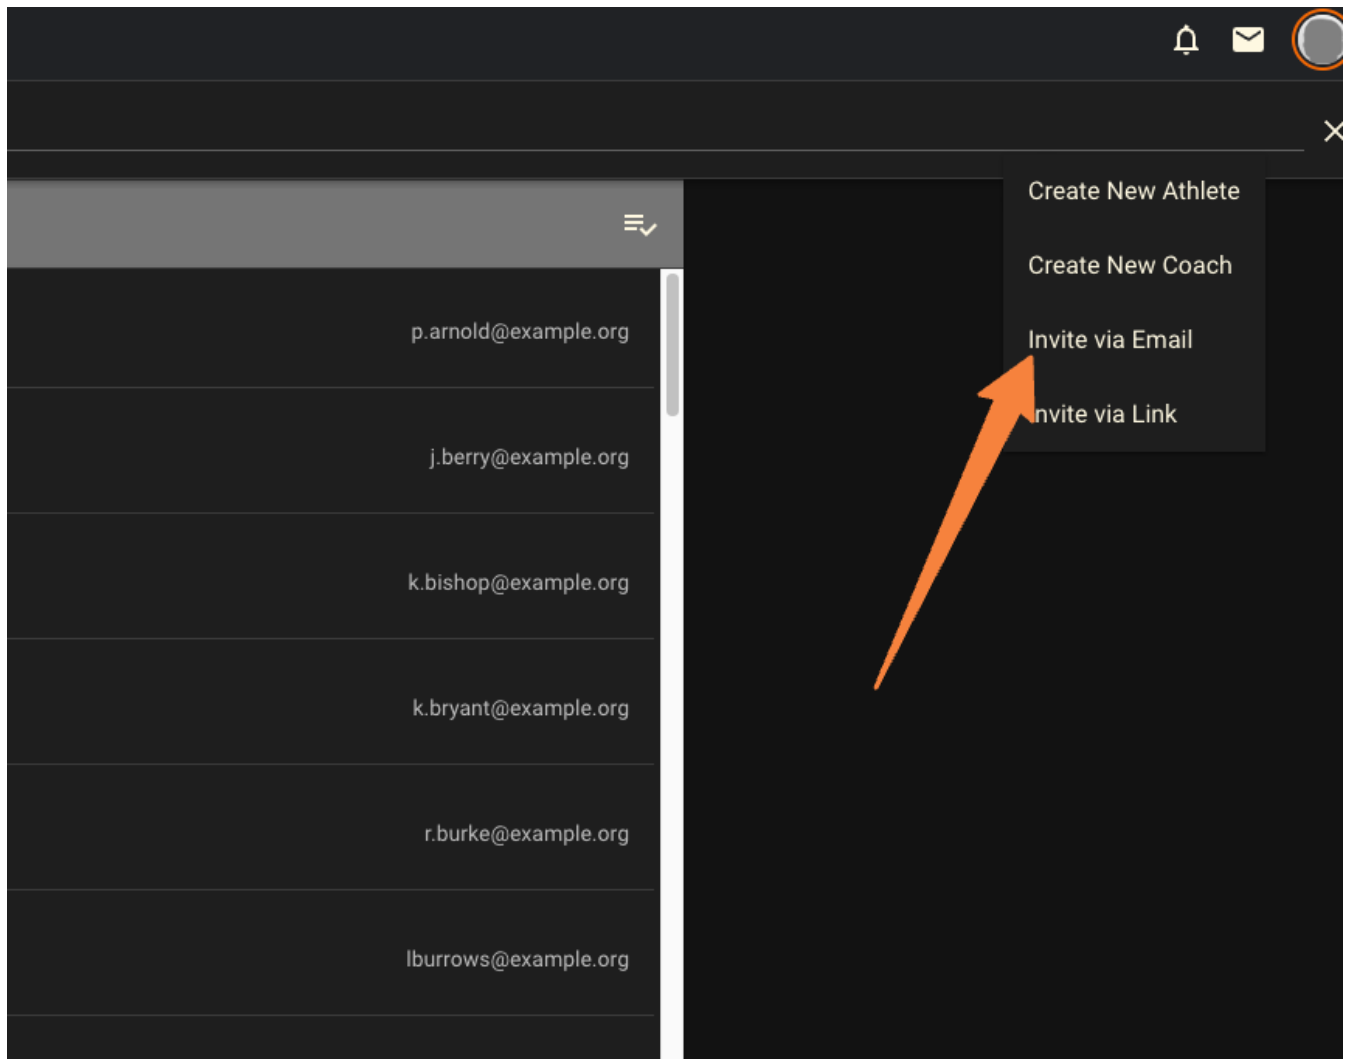 Create New Athlete
Create New Coach
Invite via Email
Invite via Link
p.arnold@example.org
j.berry@example.org
k.bishop@example.org
k.bryant@example.org
r.burke@example.org
lburrows@example.org